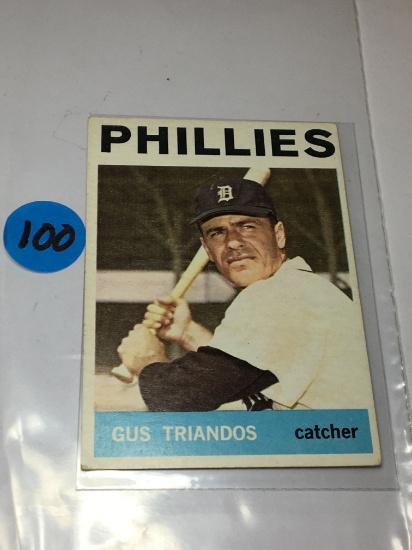 PHILLIES
D
100
GUS TRIANDOS catcher